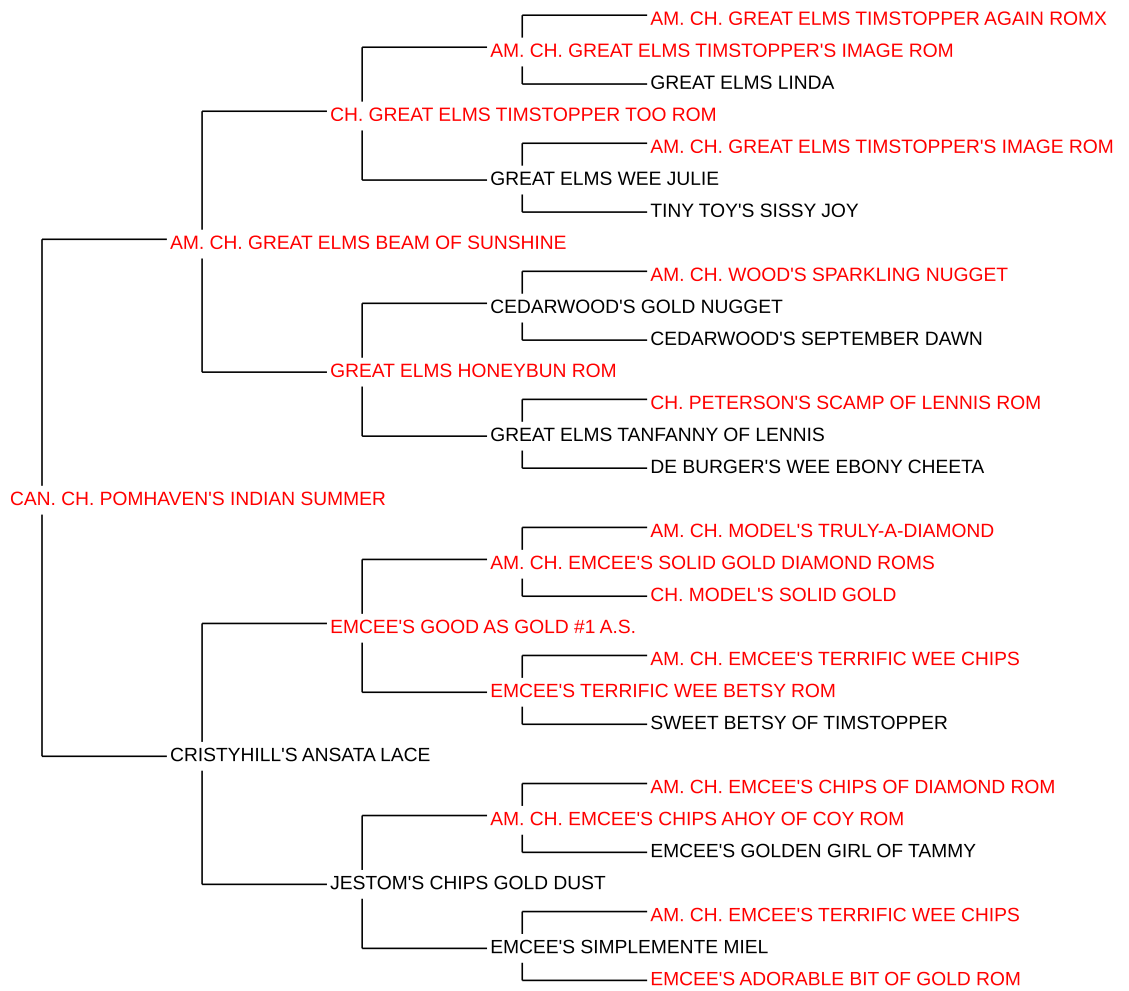 AM. CH. GREAT ELMS TIMSTOPPER AGAIN ROMX
AM. CH. GREAT ELMS TIMSTOPPER'S IMAGE ROM
GREAT ELMS LINDA
CH. GREAT ELMS TIMSTOPPER TOO ROM
AM. CH. GREAT ELMS TIMSTOPPER'S IMAGE ROM
GREAT ELMS WEE JULIE
TINY TOY'S SISSY JOY
AM. CH. GREAT ELMS BEAM OF SUNSHINE
AM. CH. WOOD'S SPARKLING NUGGET
CEDARWOOD'S GOLD NUGGET
CEDARWOOD'S SEPTEMBER DAWN
GREAT ELMS HONEYBUN ROM
CH. PETERSON'S SCAMP OF LENNIS ROM
GREAT ELMS TANFANNY OF LENNIS
DE BURGER'S WEE EBONY CHEETA
CAN. CH. POMHAVEN'S INDIAN SUMMER
AM. CH. MODEL'S TRULY-A-DIAMOND
AM. CH. EMCEE'S SOLID GOLD DIAMOND ROMS
CH. MODEL'S SOLID GOLD
EMCEE'S GOOD AS GOLD #1 A.S.
AM. CH. EMCEE'S TERRIFIC WEE CHIPS
EMCEE'S TERRIFIC WEE BETSY ROM
SWEET BETSY OF TIMSTOPPER
CRISTYHILL'S ANSATA LACE
AM. CH. EMCEE'S CHIPS OF DIAMOND ROM
AM. CH. EMCEE'S CHIPS AHOY OF COY ROM
EMCEE'S GOLDEN GIRL OF TAMMY
JESTOM'S CHIPS GOLD DUST
AM. CH. EMCEE'S TERRIFIC WEE CHIPS
EMCEE'S SIMPLEMENTE MIEL
EMCEE'S ADORABLE BIT OF GOLD ROM